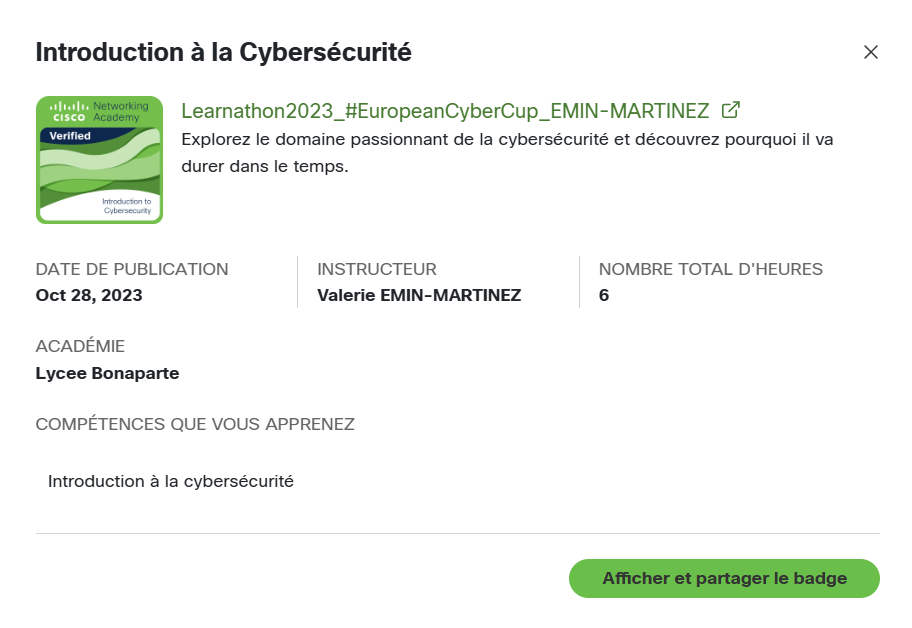 Introduction à la Cybersécurité
Networking
CISCO Academy
Verified
Introduction to
Cybersecurity
Learnathon2023_#EuropeanCyberCup_EMIN-MARTINEZ
Explorez le domaine passionnant de la cybersécurité et découvrez pourquoi il va
durer dans le temps.
DATE DE PUBLICATION
Oct 28, 2023
INSTRUCTEUR
Valerie EMIN-MARTINEZ
NOMBRE TOTAL D'HEURES
6
ACADÉMIE
Lycee Bonaparte
COMPÉTENCES QUE VOUS APPRENEZ
Introduction à la cybersécurité
Afficher et partager le badge